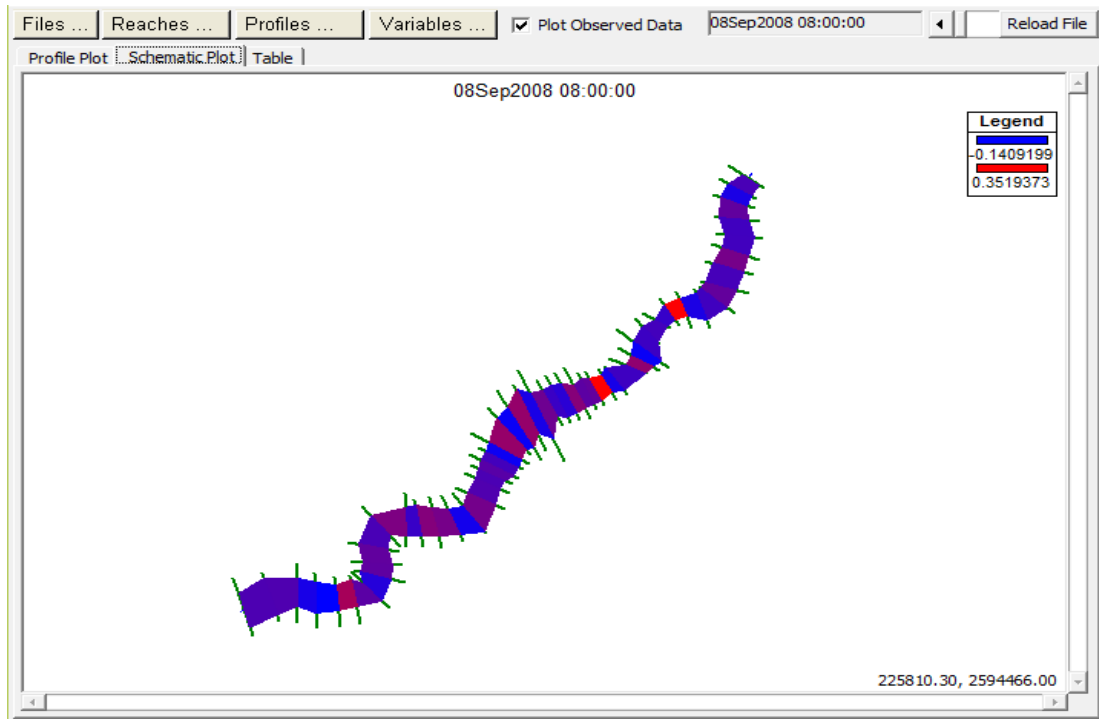 Files ... Reaches ... Profiles ... Variables ... Plot Observed Data 08Sep2008 08:00:00 Reload File
Profile Plot Schematic Plot Table
08Sep2008 08:00:00
Legend
-0.1409199
0.3519373
225810.30, 2594466.00